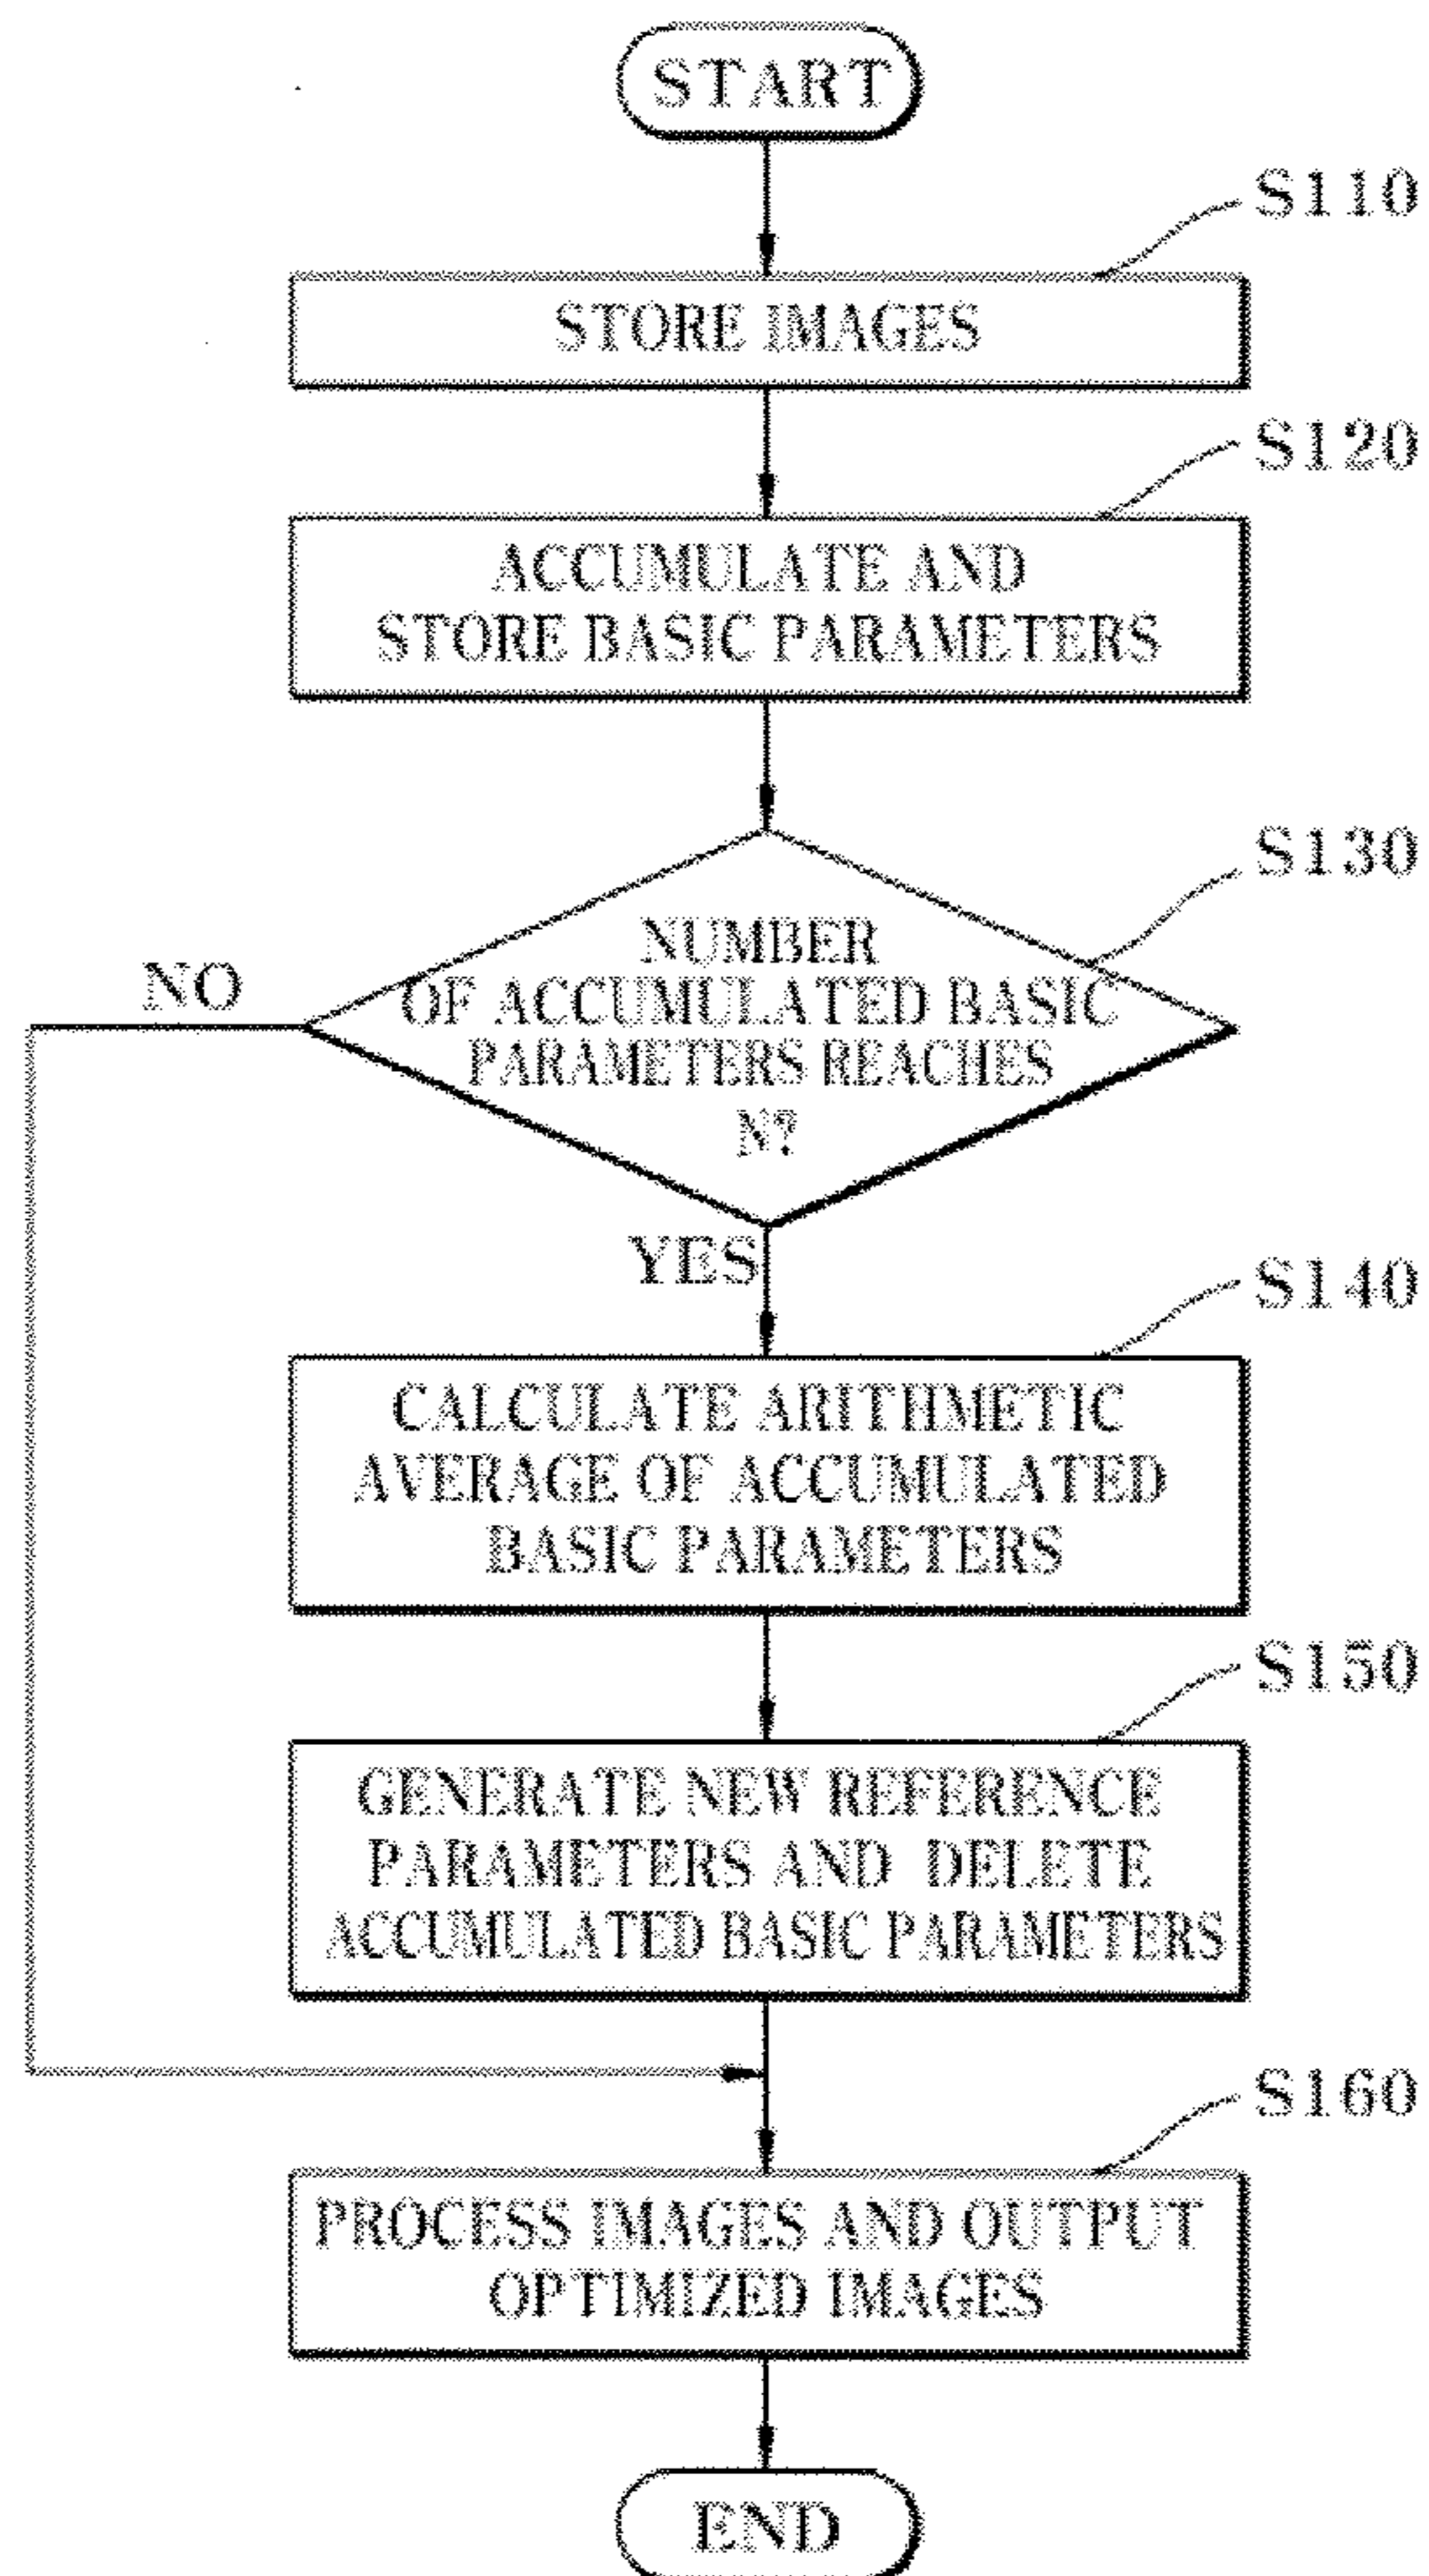 START
S110
STORE IMAGES
S120
ACCUMULATE AND
STORE BASIC PARAMETERS
S130
NUMBER
OF ACCUMULATED BASIC
PARAMETERS REACHES
N?
NO
YES
S140
CALCULATE ARITHMETIC
AVERAGE OF ACCUMULATED
BASIC PARAMETERS
S150
GENERATE NEW REFERENCE
PARAMETERS AND DELETE
ACCUMULATED BASIC PARAMETERS
S160
PROCESS IMAGES AND OUTPUT
OPTIMIZED IMAGES
END